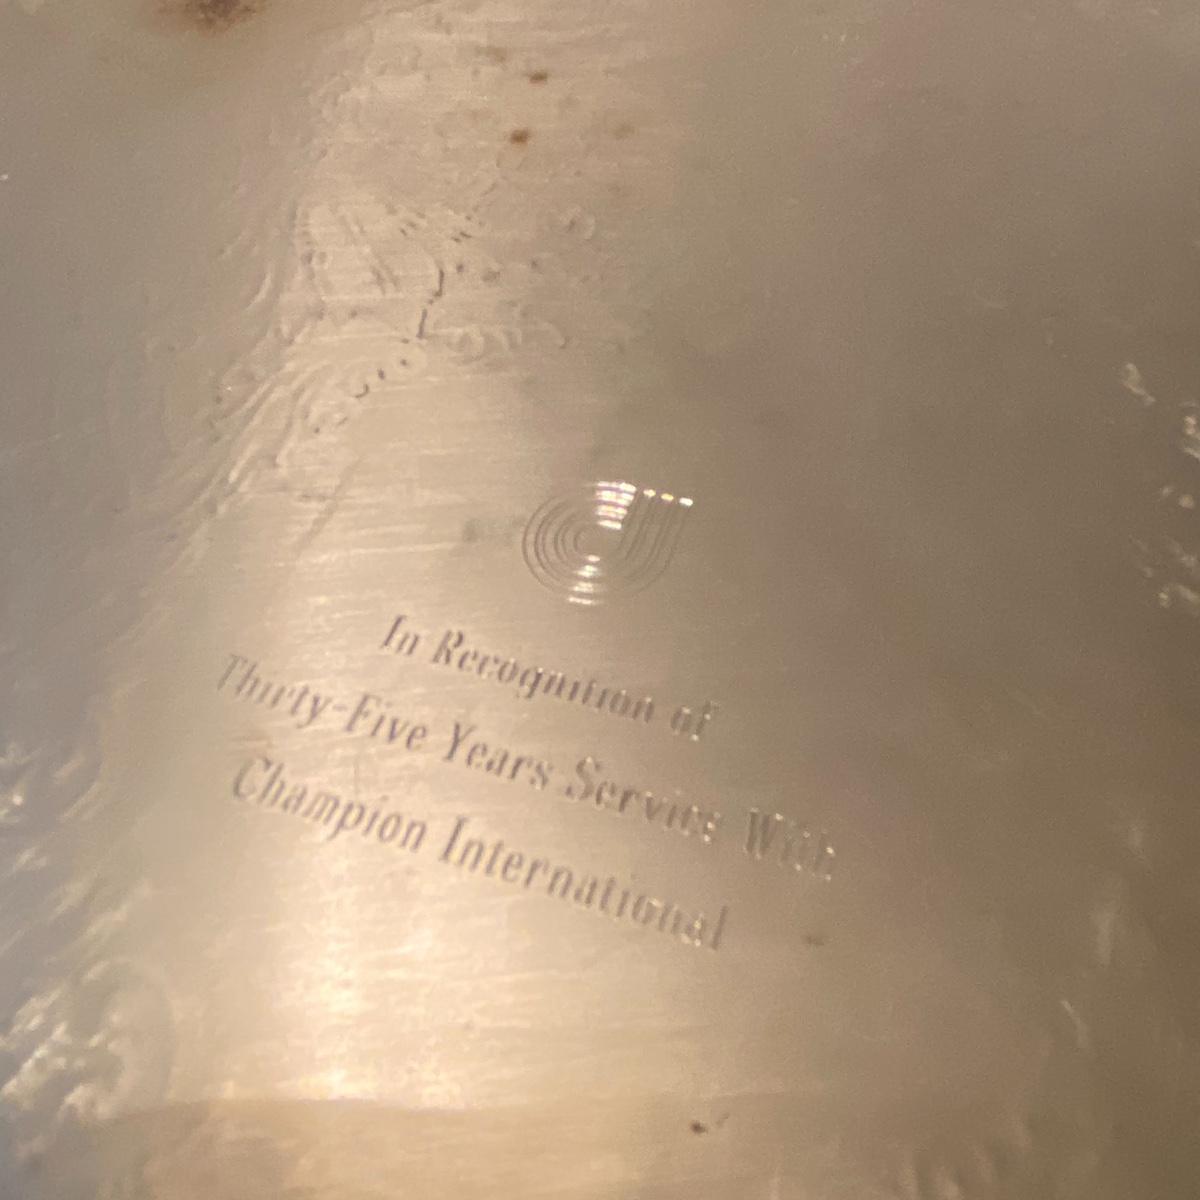 In Recognition of
Thirty-Five Years Service With
Champion International